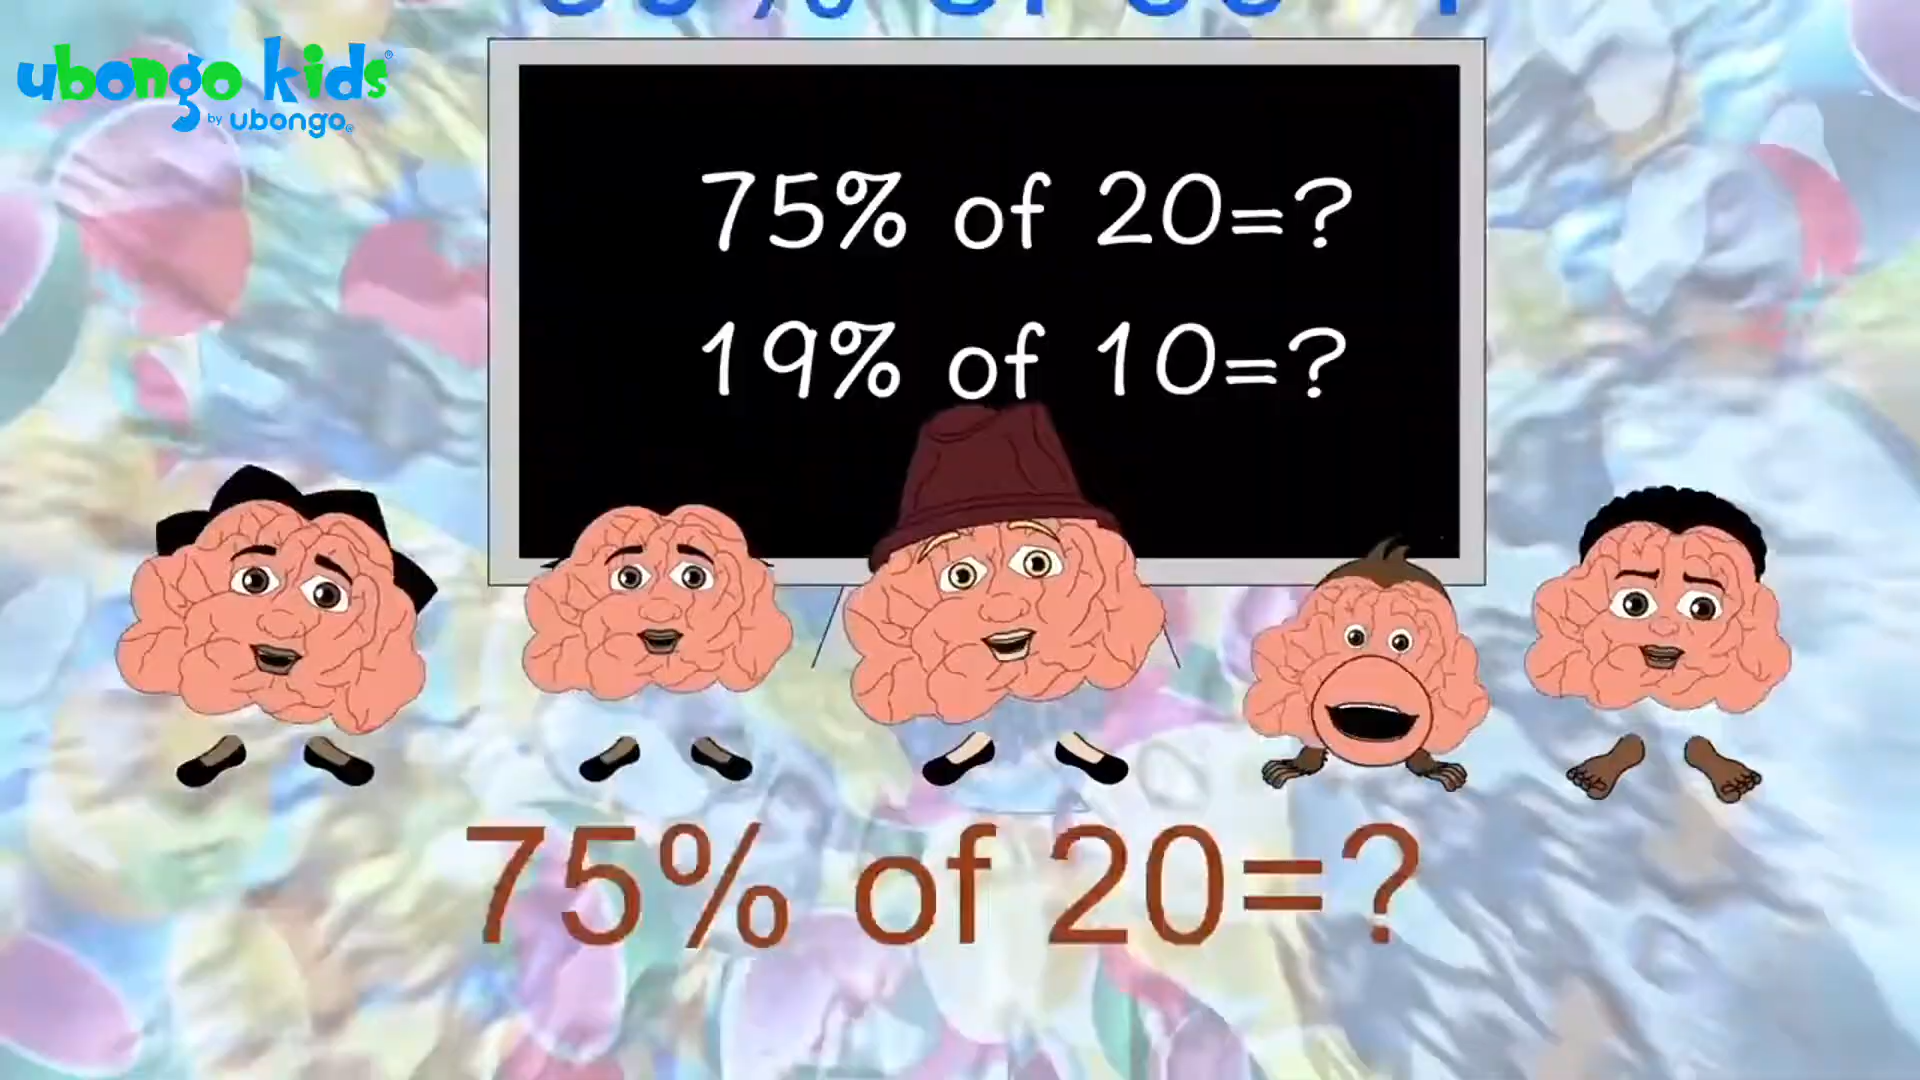 ubongo kids
by ubongo
75% of 20=?
19% of 10=?
75% of 20=?